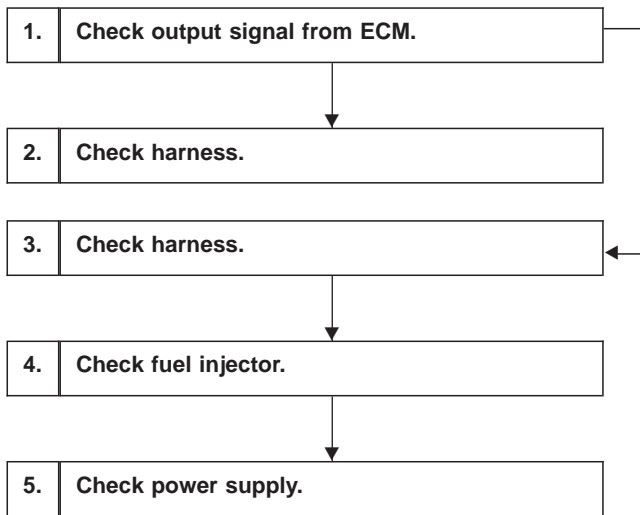 1. Check output signal from ECM.
2. Check harness.
3. Check harness.
4. Check fuel injector.
5. Check power supply.